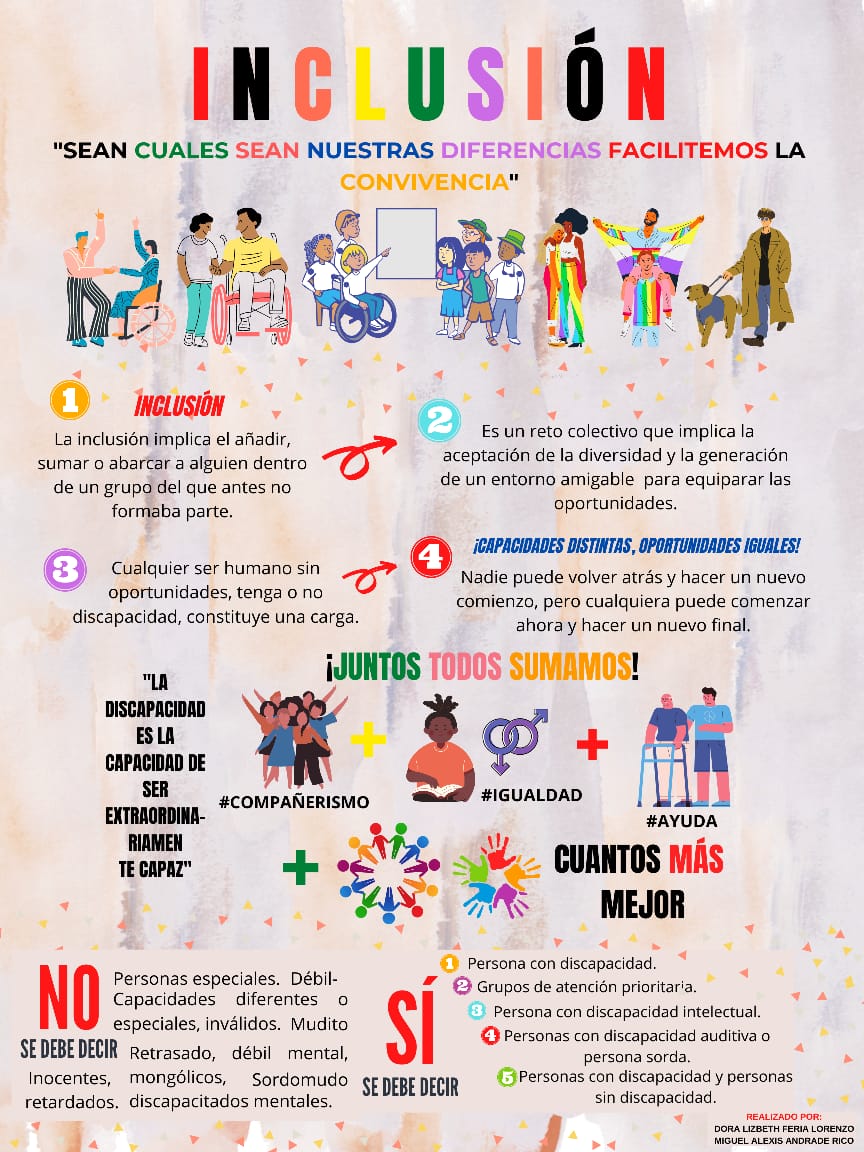 INCLUSIÓN
"SEAN CUALES SEAN NUESTRAS DIFERENCIAS FACILITEMOS LA
CONVIVENCIA"
1
INCLUSIÓN
La inclusión implica el añadir,
sumar o abarcar a alguien dentro
de un grupo del que antes no
formaba parte.
2
Es un reto colectivo que implica la
aceptación de la diversidad y la generación
de un entorno amigable para equiparar las
oportunidades.
3
Cualquier ser humano sin
oportunidades, tenga o no
discapacidad, constituye una carga.
4
¡CAPACIDADES DISTINTAS, OPORTUNIDADES IGUALES!
Nadie puede volver atrás y hacer un nuevo
comienzo, pero cualquiera puede comenzar
ahora y hacer un nuevo final.
¡JUNTOS TODOS SUMAMOS!
"LA
DISCAPACIDAD
ES LA
CAPACIDAD DE
SER
EXTRAORDINA-
RIAMEN
TE CAPAZ"
+
#COMPAÑERISMO
#IGUALDAD
+
#AYUDA
+
CUANTOS MÁS
MEJOR
NO
SE DEBE DECIR
Personas especiales. Débil-
Capacidades diferentes o
especiales, inválidos. Mudito
Retrasado, débil mental,
Inocentes, mongólicos, Sordomudo
retardados. discapacitados mentales.
SÍ
SE DEBE DECIR
1 Persona con discapacidad.
2 Grupos de atención prioritaria.
3 Persona con discapacidad intelectual.
4 Personas con discapacidad auditiva o
persona sorda.
5 Personas con discapacidad y personas
sin discapacidad.
REALIZADO POR:
DORA LIZBETH FERIA LORENZO
MIGUEL ALEXIS ANDRADE RICO